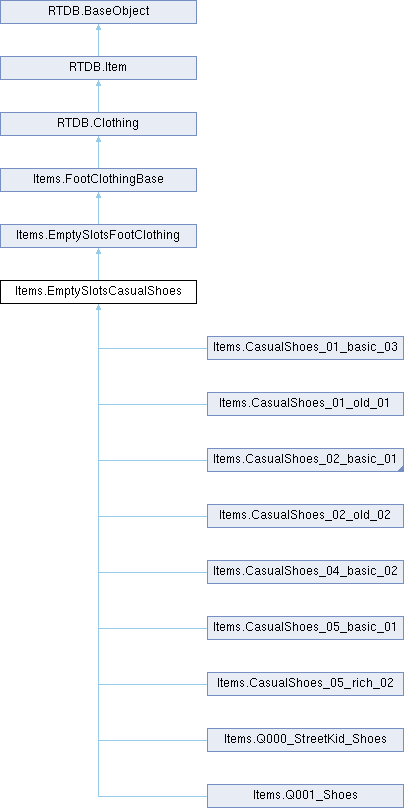 RTDB.BaseObject
RTDB.Item
RTDB.Clothing
Items.FootClothingBase
Items.EmptySlotsFootClothing
Items.EmptySlotsCasualShoes
Items.CasualShoes_01_basic_03
Items.CasualShoes_01_old_01
Items.CasualShoes_02_basic_01
Items.CasualShoes_02_old_02
Items.CasualShoes_04_basic_02
Items.CasualShoes_05_basic_01
Items.CasualShoes_05_rich_02
Items.Q000_StreetKid_Shoes
Items.Q001_Shoes